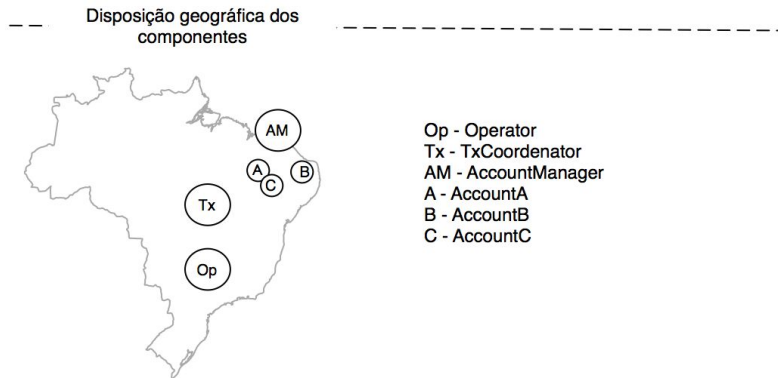 Disposição geográfica dos
componentes
AM
A
B
C
Tx
Op
Op - Operator
Tx - TxCoordenator
AM - AccountManager
A - AccountA
B - AccountB
C - AccountC